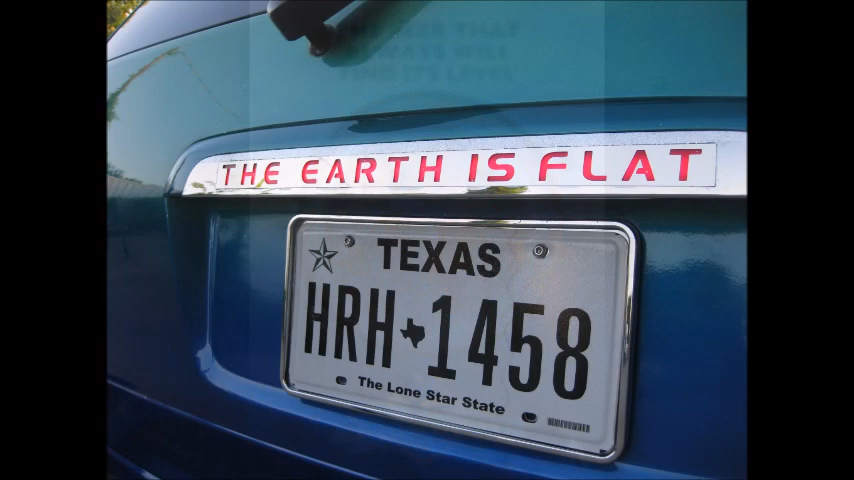 THE EARTH IS FLAT
TEXAS
HRH 1458
The Lone Star State